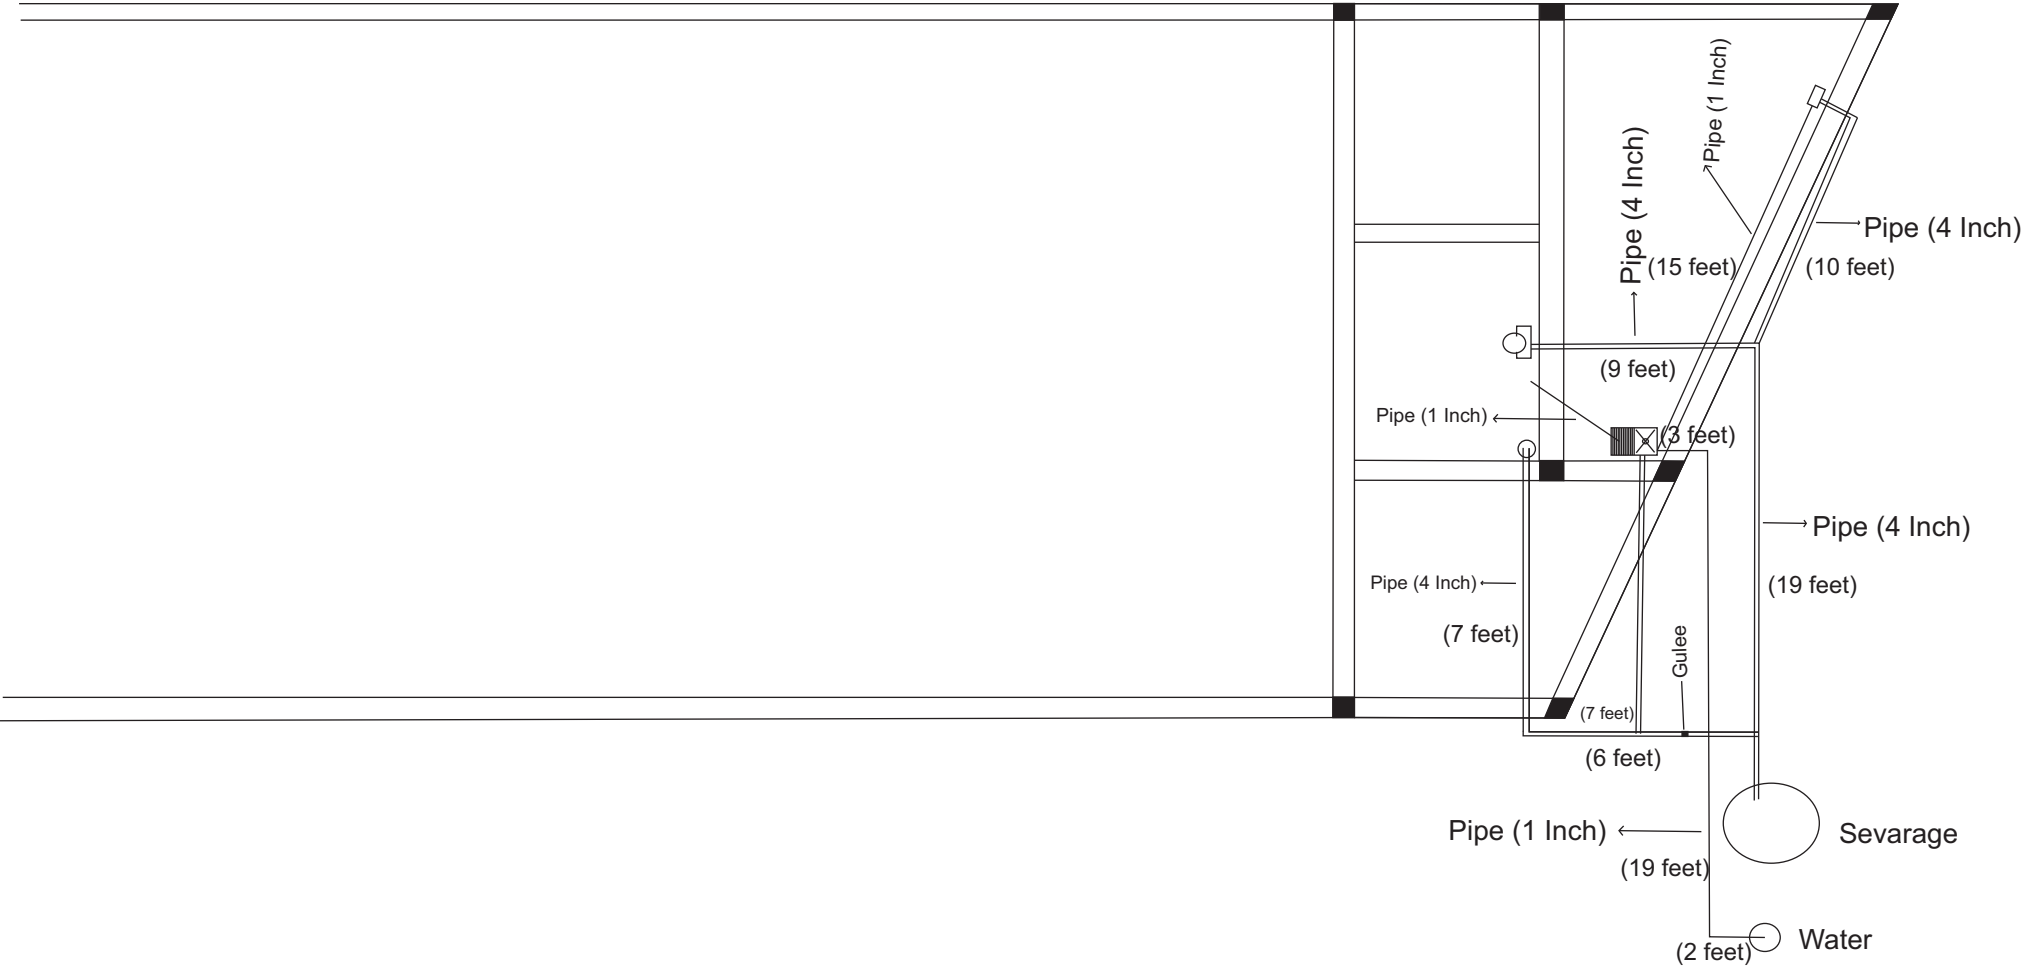 Pipe (1 Inch)
Pipe (4 Inch)
Pipe (4 Inch)
(15 feet)
(10 feet)
(9 feet)
Pipe (1 Inch)
(3 feet)
Pipe (4 Inch)
Pipe (4 Inch)
(19 feet)
(7 feet)
Gulee
(7 feet)
(6 feet)
Pipe (1 Inch)
Sevarage
(19 feet)
Water
(2 feet)